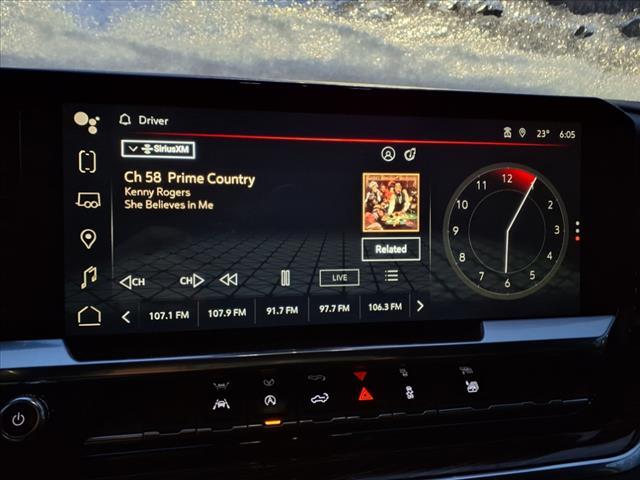 Driver
23° 6:05
SiriusXM
Ch 58 Prime Country
Kenny Rogers
She Believes in Me
Related
CH CH LIVE
107.1 FM 107.9 FM 91.7 FM 97.7 FM 106.3 FM
12
11 1
10 2
9 3
8 4
7 5
6